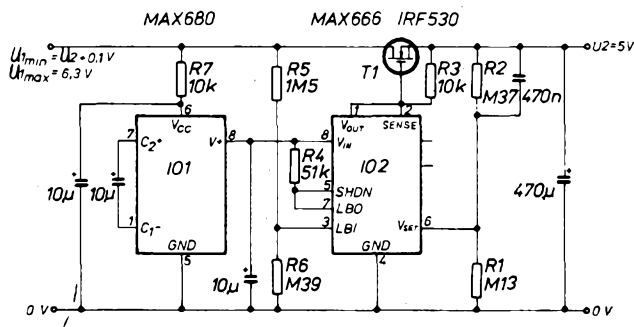 MAX680 MAX666 IRF530
U1min = U2 + 0,1 V
U1max = 6,3 V
U2 = 5V
R7
10k
R5
1M5
T1
R3
10k
R2
M37
470n
6
VCC
1
VOUT
2
SENSE
7 C2+
V+ 8
8 VIN
IO1
R4
51k
IO2
5 SHDN
7 LBO
3 LBI
VSET 6
10µ
10µ
470µ
1 C1-
GND
5
GND
4
10µ
R6
M39
R1
M13
0 V
0 V